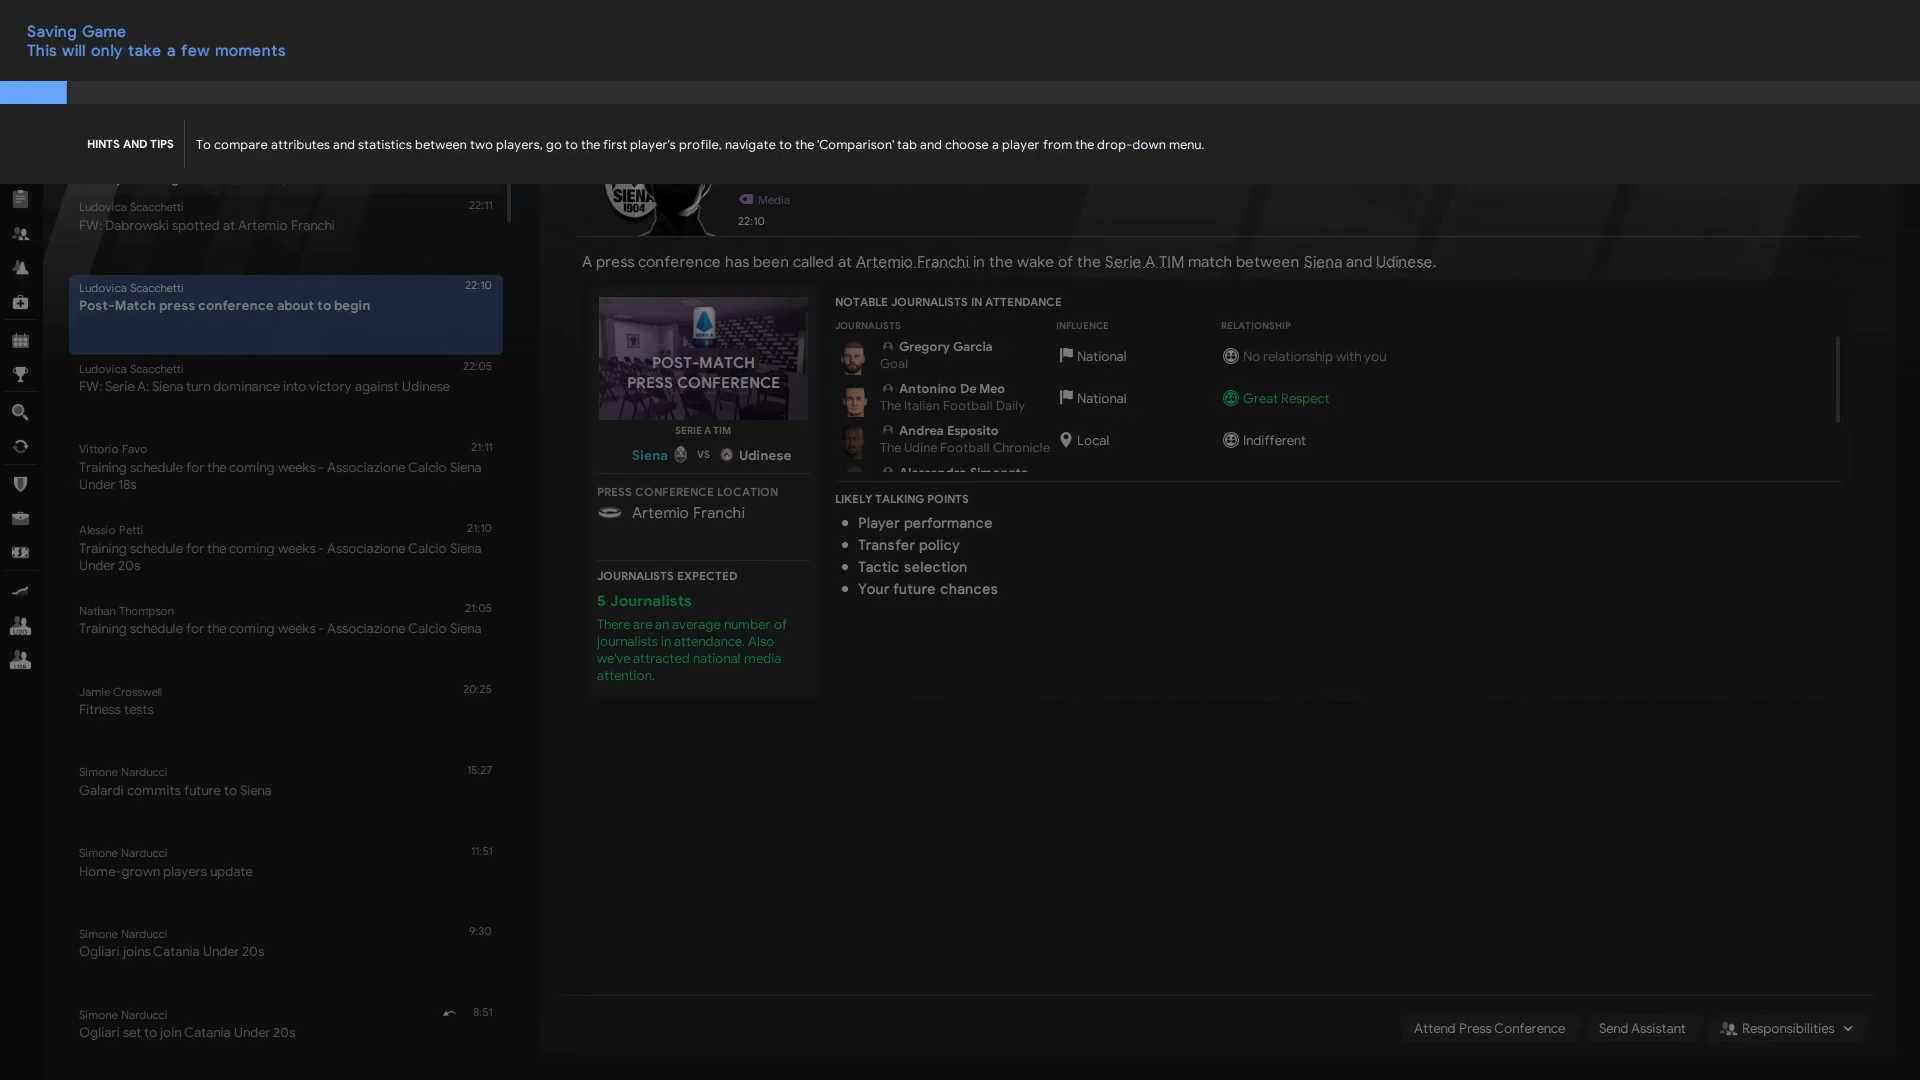 Saving Game
This will only take a few moments
HINTS AND TIPS
To compare attributes and statistics between two players, go to the first player's profile, navigate to the 'Comparison' tab and choose a player from the drop-down menu.
Ludovica Scacchetti 22:11
FW: Dabrowski spotted at Artemio Franchi
Ludovica Scacchetti 22:10
Post-Match press conference about to begin
Ludovica Scacchetti 22:05
FW: Serie A: Siena turn dominance into victory against Udinese
Vittorio Favo 21:11
Training schedule for the coming weeks - Associazione Calcio Siena
Under 18s
Alessio Petti 21:10
Training schedule for the coming weeks - Associazione Calcio Siena
Under 20s
Nathan Thompson 21:05
Training schedule for the coming weeks - Associazione Calcio Siena
Jamie Crosswell 20:25
Fitness tests
Simone Narducci 15:27
Galardi commits future to Siena
Simone Narducci 11:51
Home-grown players update
Simone Narducci 9:30
Ogliari joins Catania Under 20s
Simone Narducci 8:51
Ogliari set to join Catania Under 20s
SIENA
1904
Media
22:10
A press conference has been called at Artemio Franchi in the wake of the Serie A TIM match between Siena and Udinese.
POST-MATCH
PRESS CONFERENCE
SERIE A TIM
Siena VS Udinese
PRESS CONFERENCE LOCATION
Artemio Franchi
JOURNALISTS EXPECTED
5 Journalists
There are an average number of
journalists in attendance. Also
we've attracted national media
attention.
NOTABLE JOURNALISTS IN ATTENDANCE
JOURNALISTS INFLUENCE RELATIONSHIP
Gregory Garcia
Goal
National
No relationship with you
Antonino De Meo
The Italian Football Daily
National
Great Respect
Andrea Esposito
The Udine Football Chronicle
Local
Indifferent
LIKELY TALKING POINTS
Player performance
Transfer policy
Tactic selection
Your future chances
Attend Press Conference
Send Assistant
Responsibilities